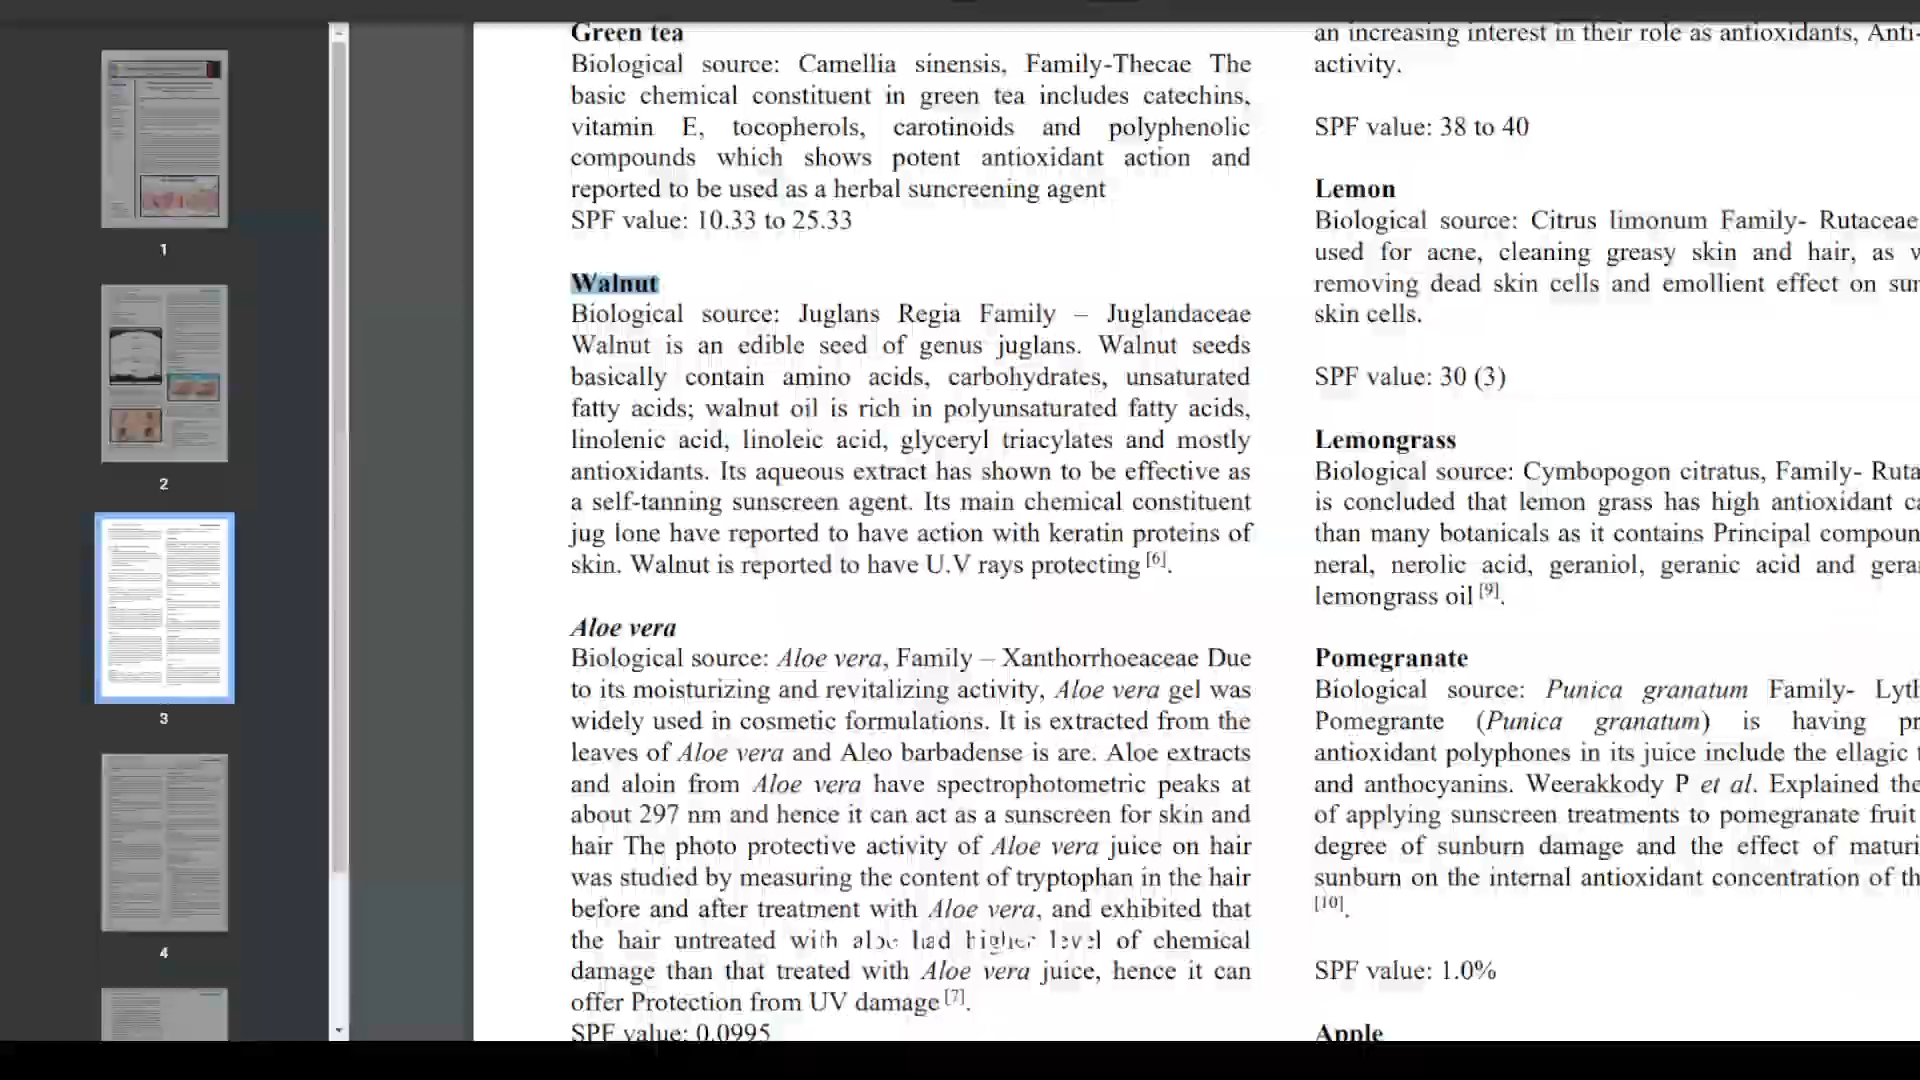 1
2
3
4
Green tea
Biological source: Camellia sinensis, Family-Thecae The
basic chemical constituent in green tea includes catechins,
vitamin E, tocopherols, carotinoids and polyphenolic
compounds which shows potent antioxidant action and
reported to be used as a herbal suncreening agent
SPF value: 10.33 to 25.33
Walnut
Biological source: Juglans Regia Family – Juglandaceae
Walnut is an edible seed of genus juglans. Walnut seeds
basically contain amino acids, carbohydrates, unsaturated
fatty acids; walnut oil is rich in polyunsaturated fatty acids,
linolenic acid, linoleic acid, glyceryl triacylates and mostly
antioxidants. Its aqueous extract has shown to be effective as
a self-tanning sunscreen agent. Its main chemical constituent
jug lone have reported to have action with keratin proteins of
skin. Walnut is reported to have U.V rays protecting [6].
Aloe vera
Biological source: Aloe vera, Family – Xanthorrhoeaceae Due
to its moisturizing and revitalizing activity, Aloe vera gel was
widely used in cosmetic formulations. It is extracted from the
leaves of Aloe vera and Aleo barbadense is are. Aloe extracts
and aloin from Aloe vera have spectrophotometric peaks at
about 297 nm and hence it can act as a sunscreen for skin and
hair The photo protective activity of Aloe vera juice on hair
was studied by measuring the content of tryptophan in the hair
before and after treatment with Aloe vera, and exhibited that
the hair untreated with aloe had higher level of chemical
damage than that treated with Aloe vera juice, hence it can
offer Protection from UV damage [7].
SPF value: 0.0995
an increasing interest in their role as antioxidants, Anti-
activity.
SPF value: 38 to 40
Lemon
Biological source: Citrus limonum Family- Rutaceae
used for acne, cleaning greasy skin and hair, as
removing dead skin cells and emollient effect on
skin cells.
SPF value: 30 (3)
Lemongrass
Biological source: Cymbopogon citratus, Family-
is concluded that lemon grass has high antioxidant
than many botanicals as it contains Principal
neral, nerolic acid, geraniol, geranic acid and
lemongrass oil [9].
Pomegranate
Biological source: Punica granatum Family-
Pomegrante (Punica granatum) is having
antioxidant polyphones in its juice include the ellagic
and anthocyanins. Weerakkody P et al. Explained the
of applying sunscreen treatments to pomegranate fruit
degree of sunburn damage and the effect of
sunburn on the internal antioxidant concentration of
[10].
SPF value: 1.0%
Apple